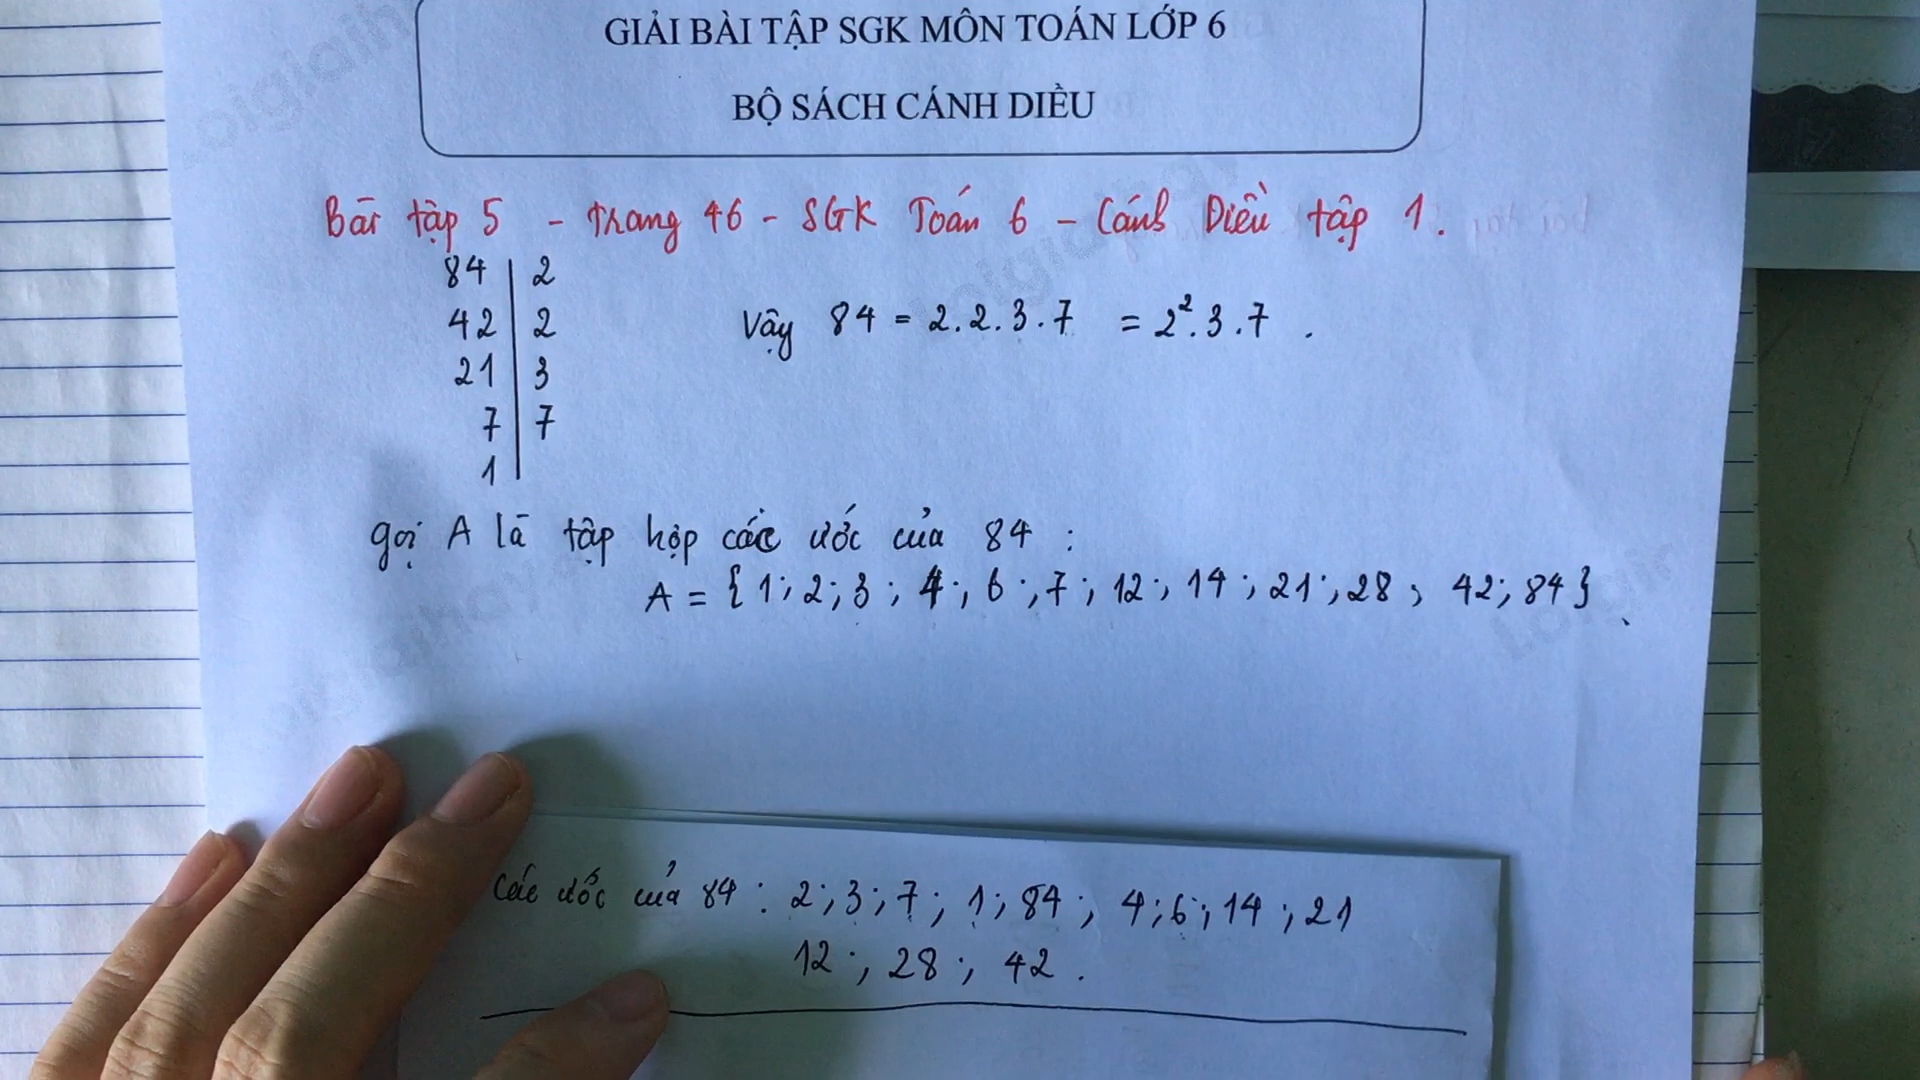 GIẢI BÀI TẬP SGK MÔN TOÁN LỚP 6
BỘ SÁCH CÁNH DIỀU
Bài tập 5 - Trang 46 - SGK Toán 6 - Cánh Diều tập 1.
84 | 2
42 | 2
21 | 3
7 | 7
1 |
Vậy 84 = 2.2.3.7 = 2².3.7 .
gọi A là tập hợp các ước của 84 :
A = {1; 2; 3; 4; 6; 7; 12; 14; 21; 28; 42; 84}
Các ước của 84 : 2; 3; 7; 1; 84; 4; 6; 14; 21
12; 28; 42.